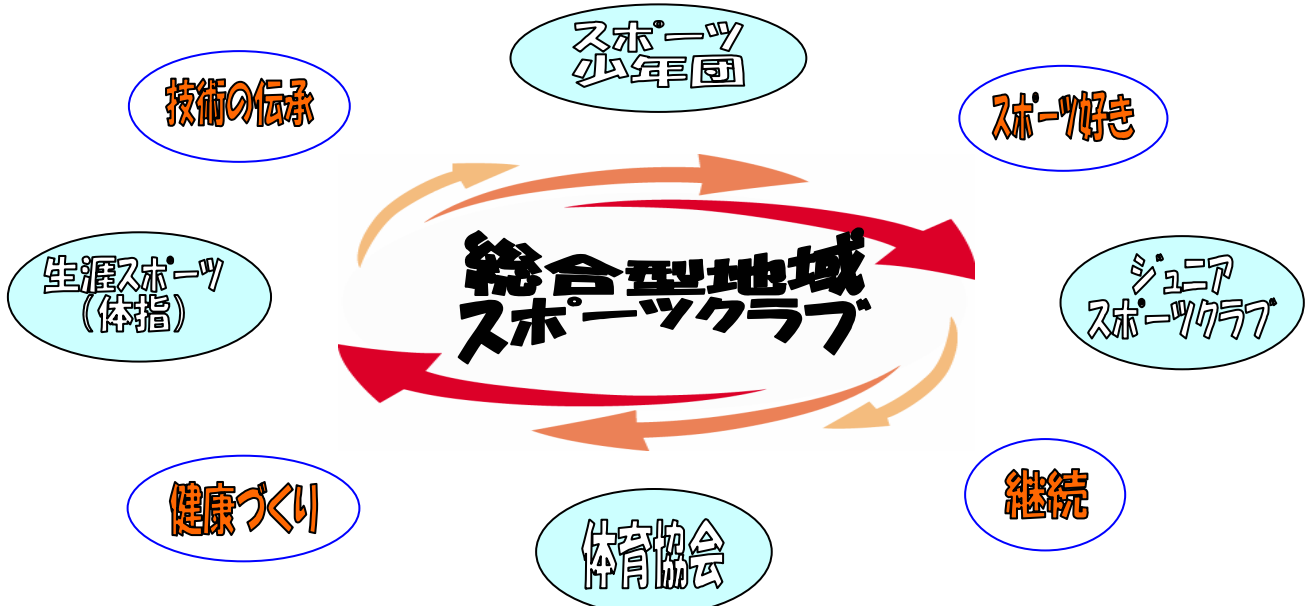 スポーツ
少年団
技術の伝承
スポーツ好き
総合型地域
スポーツクラブ
生涯スポーツ
(体指)
ジュニア
スポーツクラブ
健康づくり
継続
体育協会